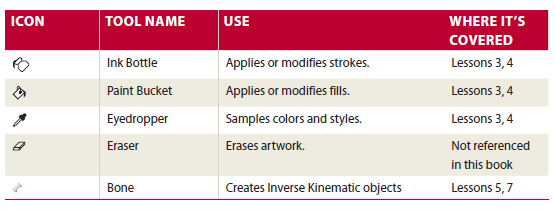 ICON TOOL NAME USE WHERE IT'S
COVERED
Ink Bottle Applies or modifies strokes. Lessons 3, 4
Paint Bucket Applies or modifies fills. Lessons 3, 4
Eyedropper Samples colors and styles. Lessons 3, 4
Eraser Erases artwork. Not referenced
in this book
Bone Creates Inverse Kinematic objects Lessons 5, 7